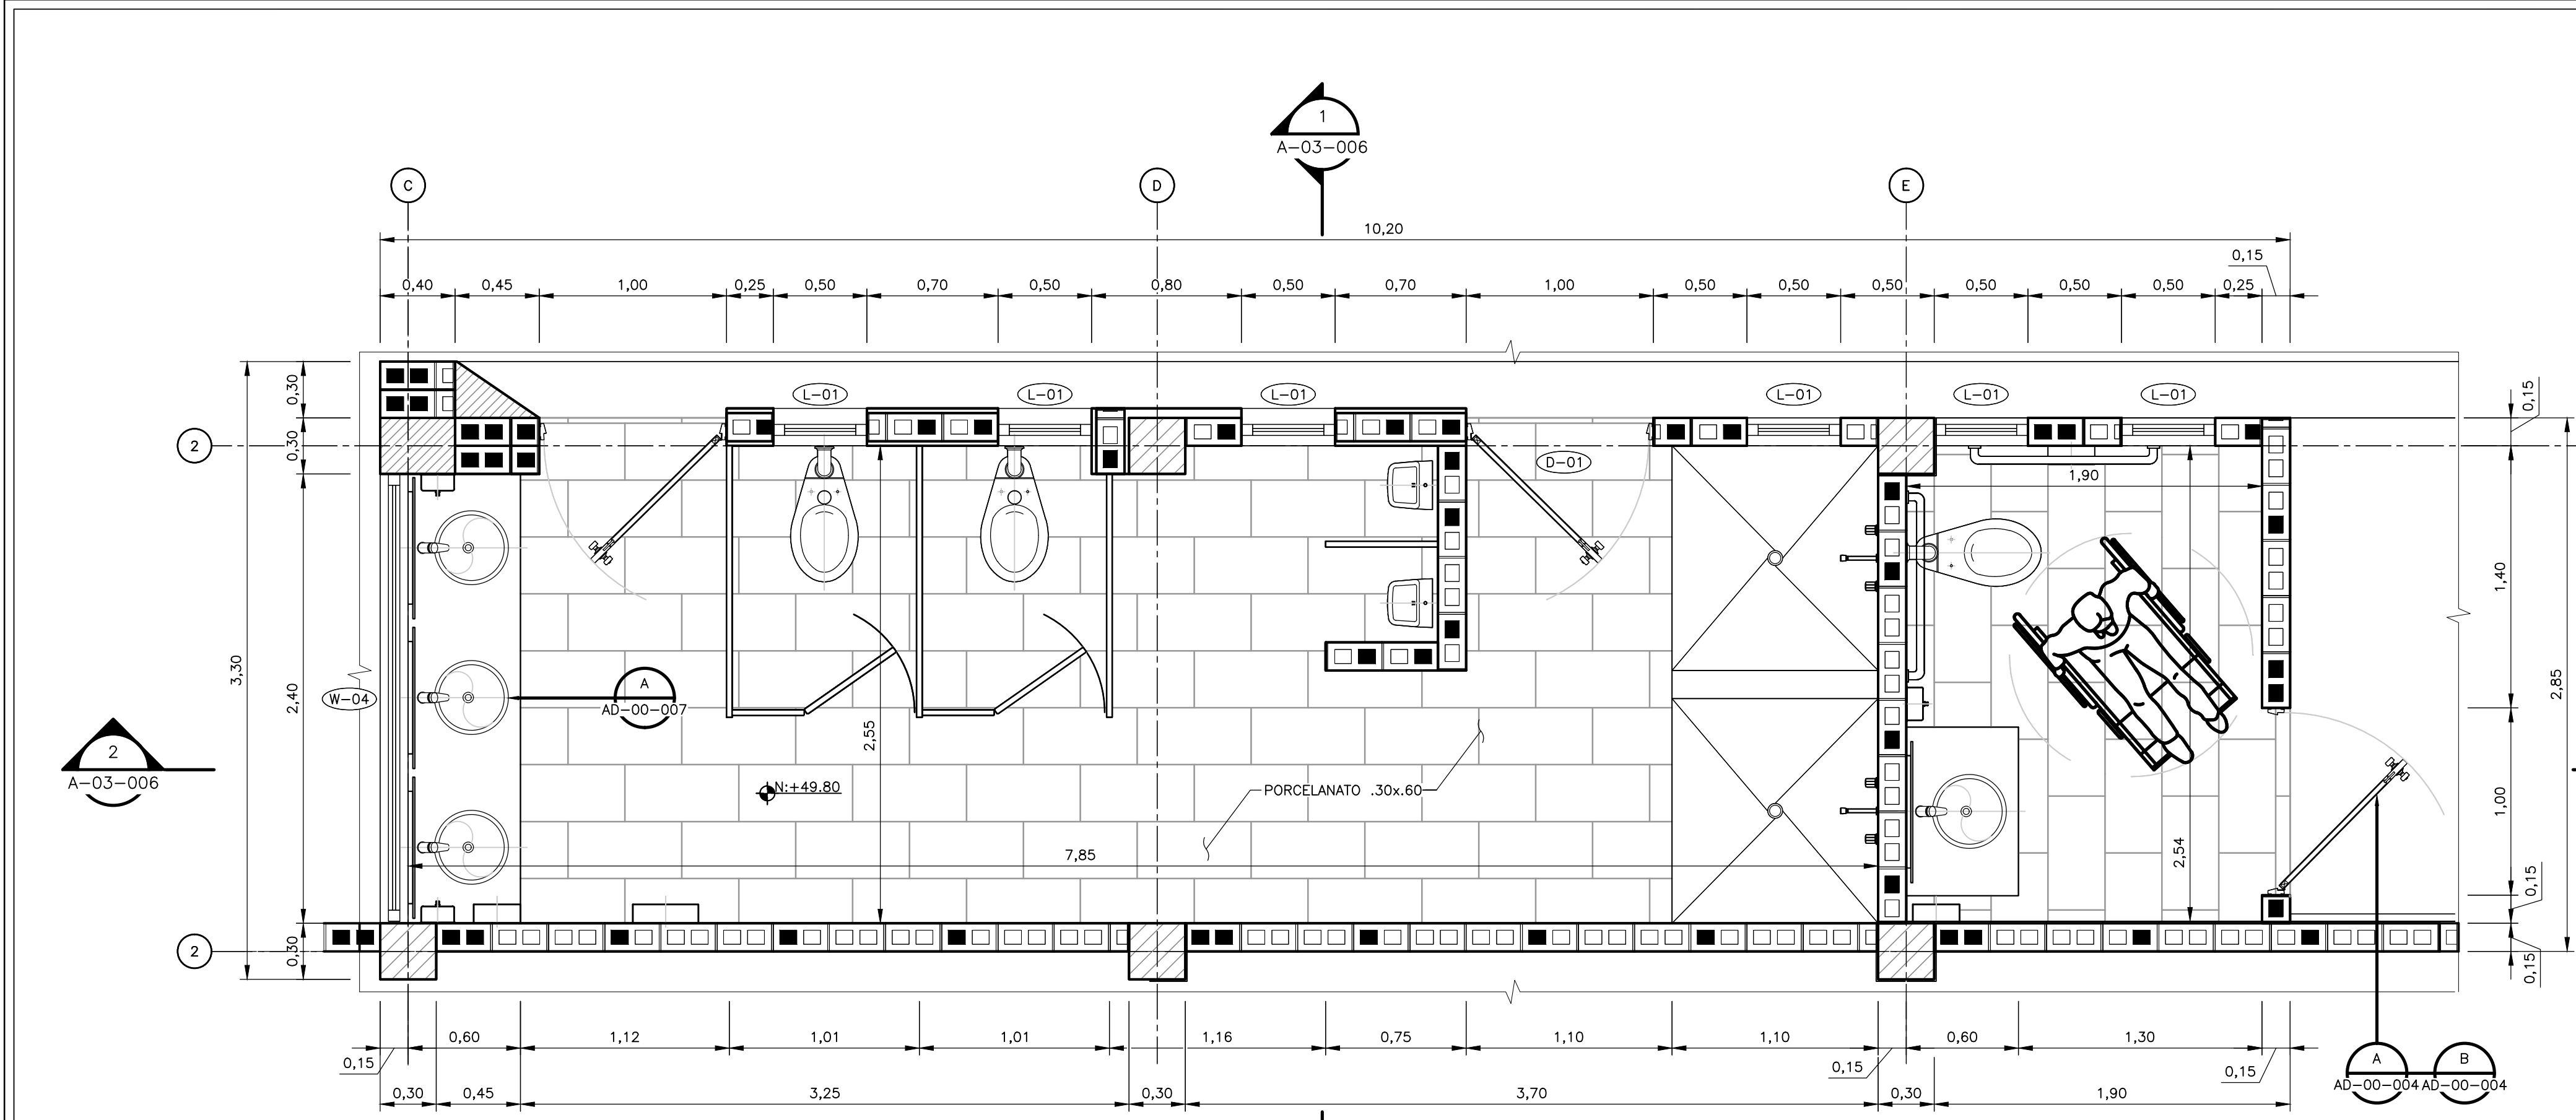 1
A-03-006
C
D
E
10,20
0,15
0,40 0,45 1,00 0,25 0,50 0,70 0,50 0,80 0,50 0,70 1,00 0,50 0,50 0,50 0,50 0,50 0,50 0,25
0,30
L-01
L-01
L-01
L-01
L-01
L-01
0,15
2
0,30
D-01
1,90
1,40
3,30
2,40
W-04
A
AD-00-007
2,55
2,85
2
A-03-006
N:+49.80
PORCELANATO .30x.60
1,00
7,85
2,54
0,15
2
0,30
0,15
0,60 1,12 1,01 1,01 1,16 0,75 1,10 1,10 0,60 1,30
0,15
0,15
0,15
A
AD-00-004
B
AD-00-004
0,30 0,45 3,25 0,30 3,70 0,30 1,90